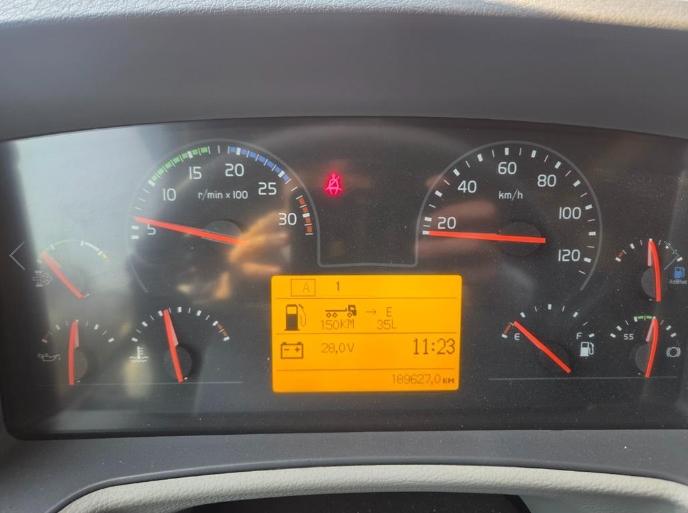 5 10 15 20 25 30
r/min x 100
20 40 60 80 100 120
km/h
A 1
150KM → E 35L
28,0V 11:23
189627,0 KM
E
AdBlue
55